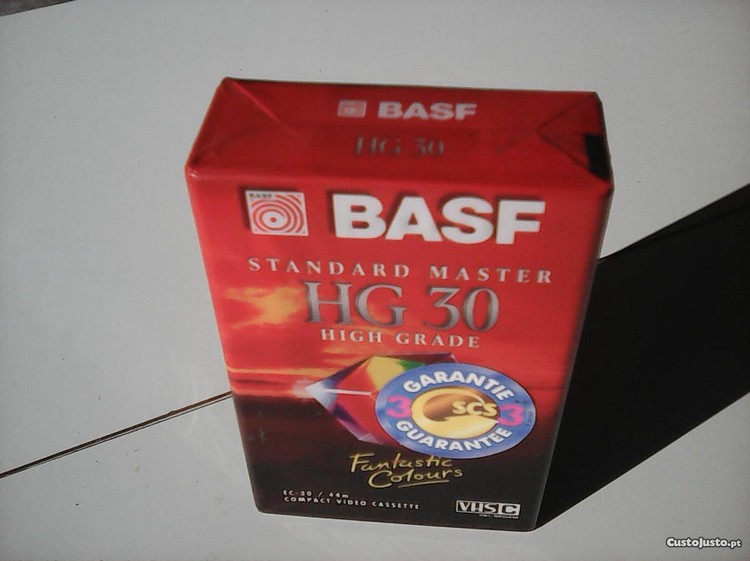 BASF
HG 30
BASF
BASF
STANDARD MASTER
HG 30
HIGH GRADE
GARANTIE
3 SCS 3
GUARANTEE
Fantastic
Colours
EC-30 / 44m
COMPACT VIDEO CASSETTE
VHS C
CustoJusto.pt